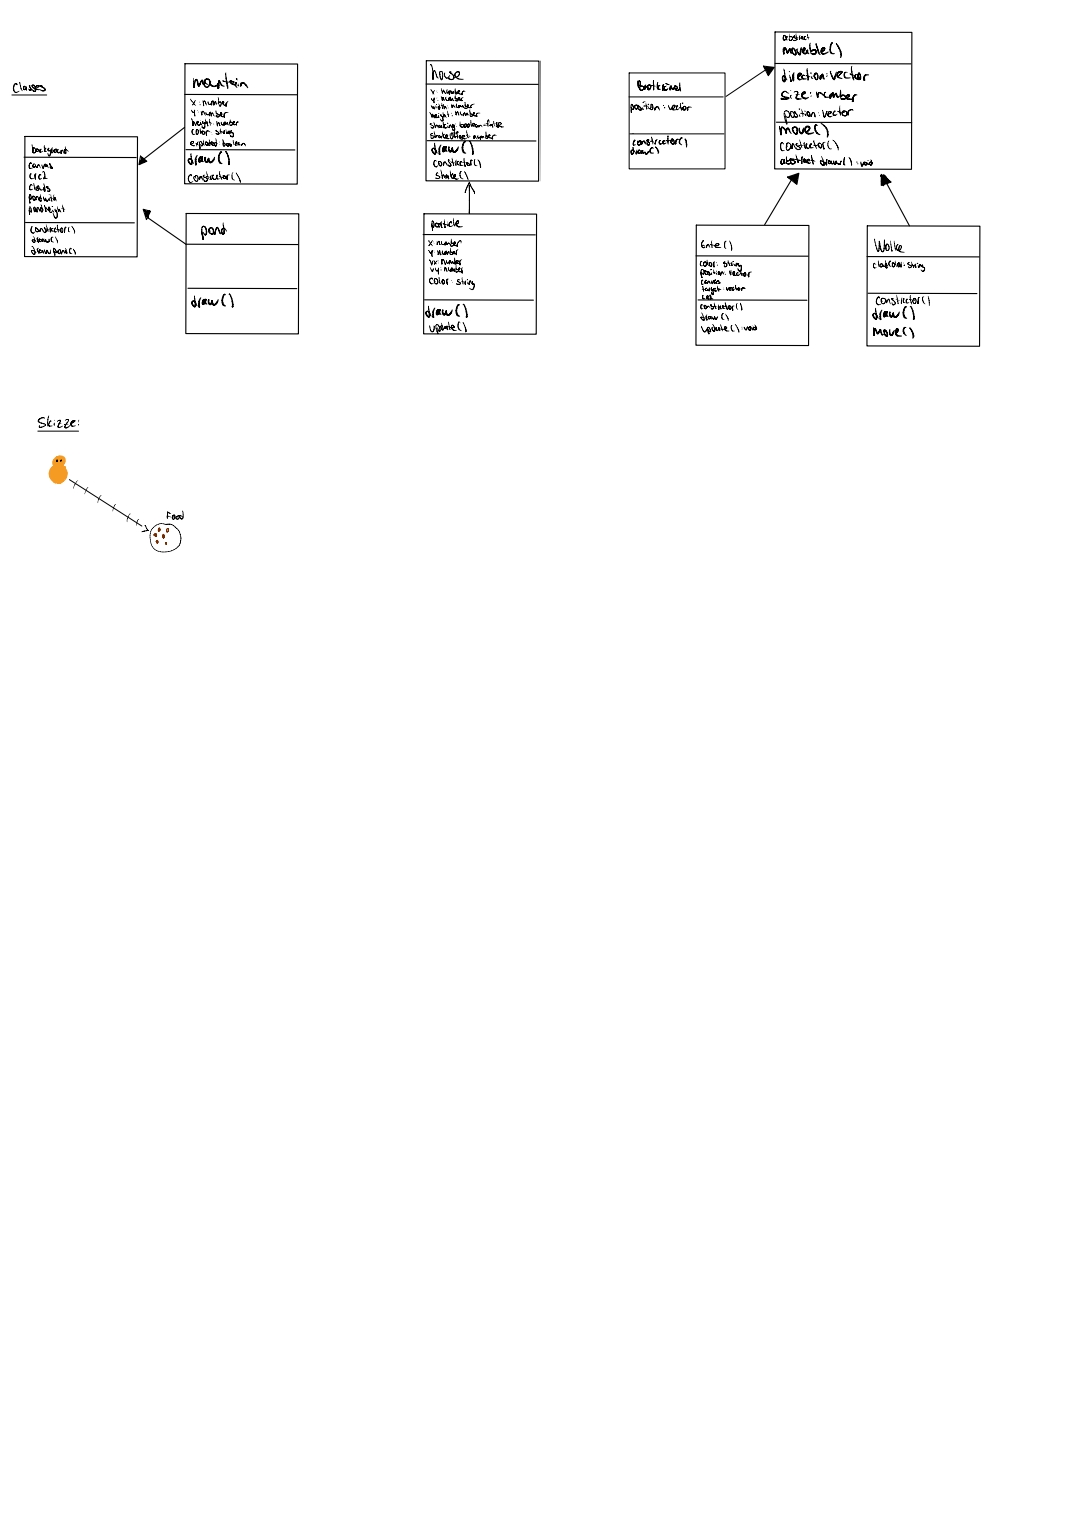 Classes
background
canvas
crc2
clouds
pondwith
pondheight
constructor()
draw()
draw pond()
mountain
x: number
y: number
height: number
color: string
exploded: boolean
draw()
constructor()
pond
draw()
house
x: number
y: number
width: number
height: number
shaking: boolean = false
shakeOffset: number
draw()
constructor()
shake()
particle
x: number
y: number
vx: number
vy: number
color: string
draw()
update()
position: vector
constructor()
draw()
abstract
moveable()
direction: vector
size: number
position: vector
move()
constructor()
abstract draw(): void
Ente()
color: string
position: vector
canvas
target: vector
crc2
constructor()
draw()
update(): void
Wolke
cloudColor: string
constructor()
draw()
move()
Skizze:
Food